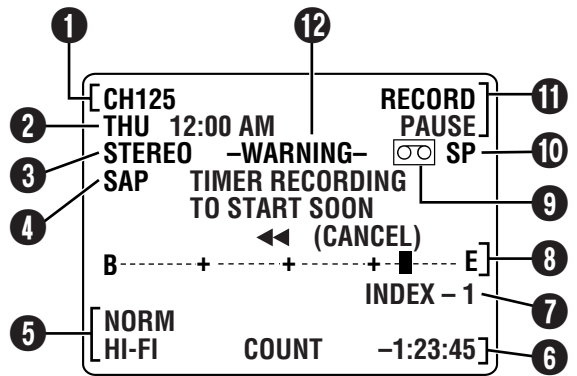 1 12
CH125 RECORD 11
2 THU 12:00 AM PAUSE
3 STEREO –WARNING– SP 10
4 SAP TIMER RECORDING 9
TO START SOON
◀◀ (CANCEL)
B--------+--------+--------+-------- E 8
INDEX – 1 7
5 NORM
HI-FI COUNT –1:23:45 6